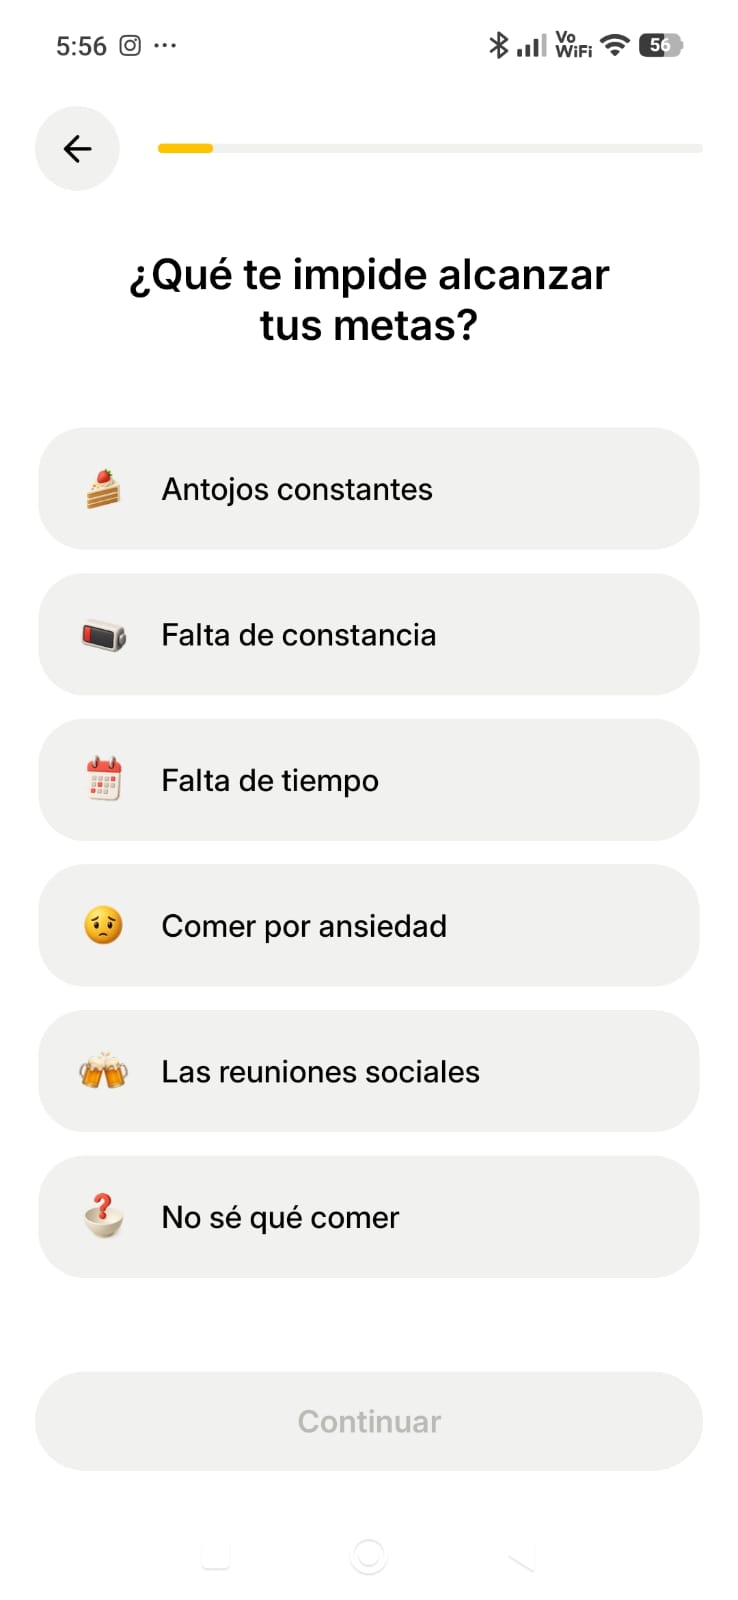 5:56
Vo
WiFi
56
¿Qué te impide alcanzar
tus metas?
Antojos constantes
Falta de constancia
Falta de tiempo
Comer por ansiedad
Las reuniones sociales
No sé qué comer
Continuar